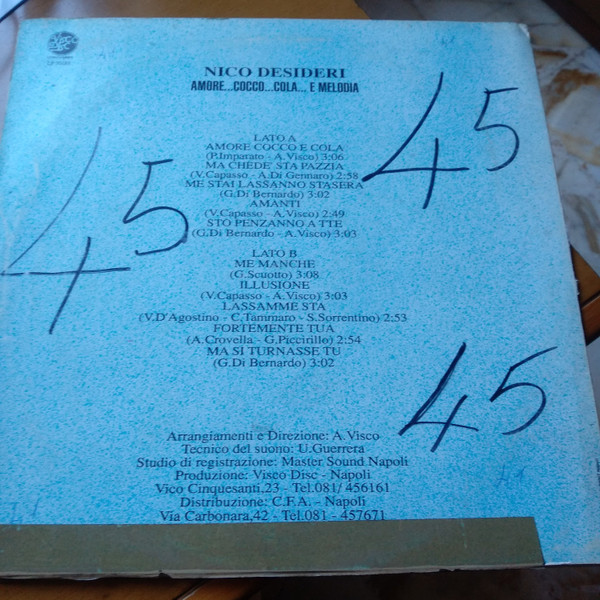 NICO DESIDERI
AMORE...COCCO...COLA... E MELODIA
LATO A
AMORE COCCO E COLA
(P.Imparato - A.Visco) 3:06
MA CHEDE' STA PAZZIA
(V.Capasso - A.Di Gennaro) 2:58
ME STAI LASSANNO STASERA
(G.Di Bernardo) 3:02
AMANTI
(V.Capasso - A.Visco) 2:49
STO PENZANNO A TTE
(G.Di Bernardo - A.Visco) 3:03
LATO B
ME MANCHE
(G.Scuotto) 3:08
ILLUSIONE
(V.Capasso - A.Visco) 3:03
LASSAMME STA
(V.D'Agostino - C.Tammaro - S.Sorrentino) 2:53
FORTEMENTE TUA
(A.Crovella - G.Piccirillo) 2:54
MA SI TURNASSE TU
(G.Di Bernardo) 3:02
45
45
45
Arrangiamenti e Direzione: A.Visco
Tecnico del suono: U.Guerrera
Studio di registrazione: Master Sound Napoli
Produzione: Visco Disc - Napoli
Vico Cinquesanti,23 - Tel.081/ 456161
Distribuzione: C.F.A. - Napoli
Via Carbonara,42 - Tel.081 - 457671